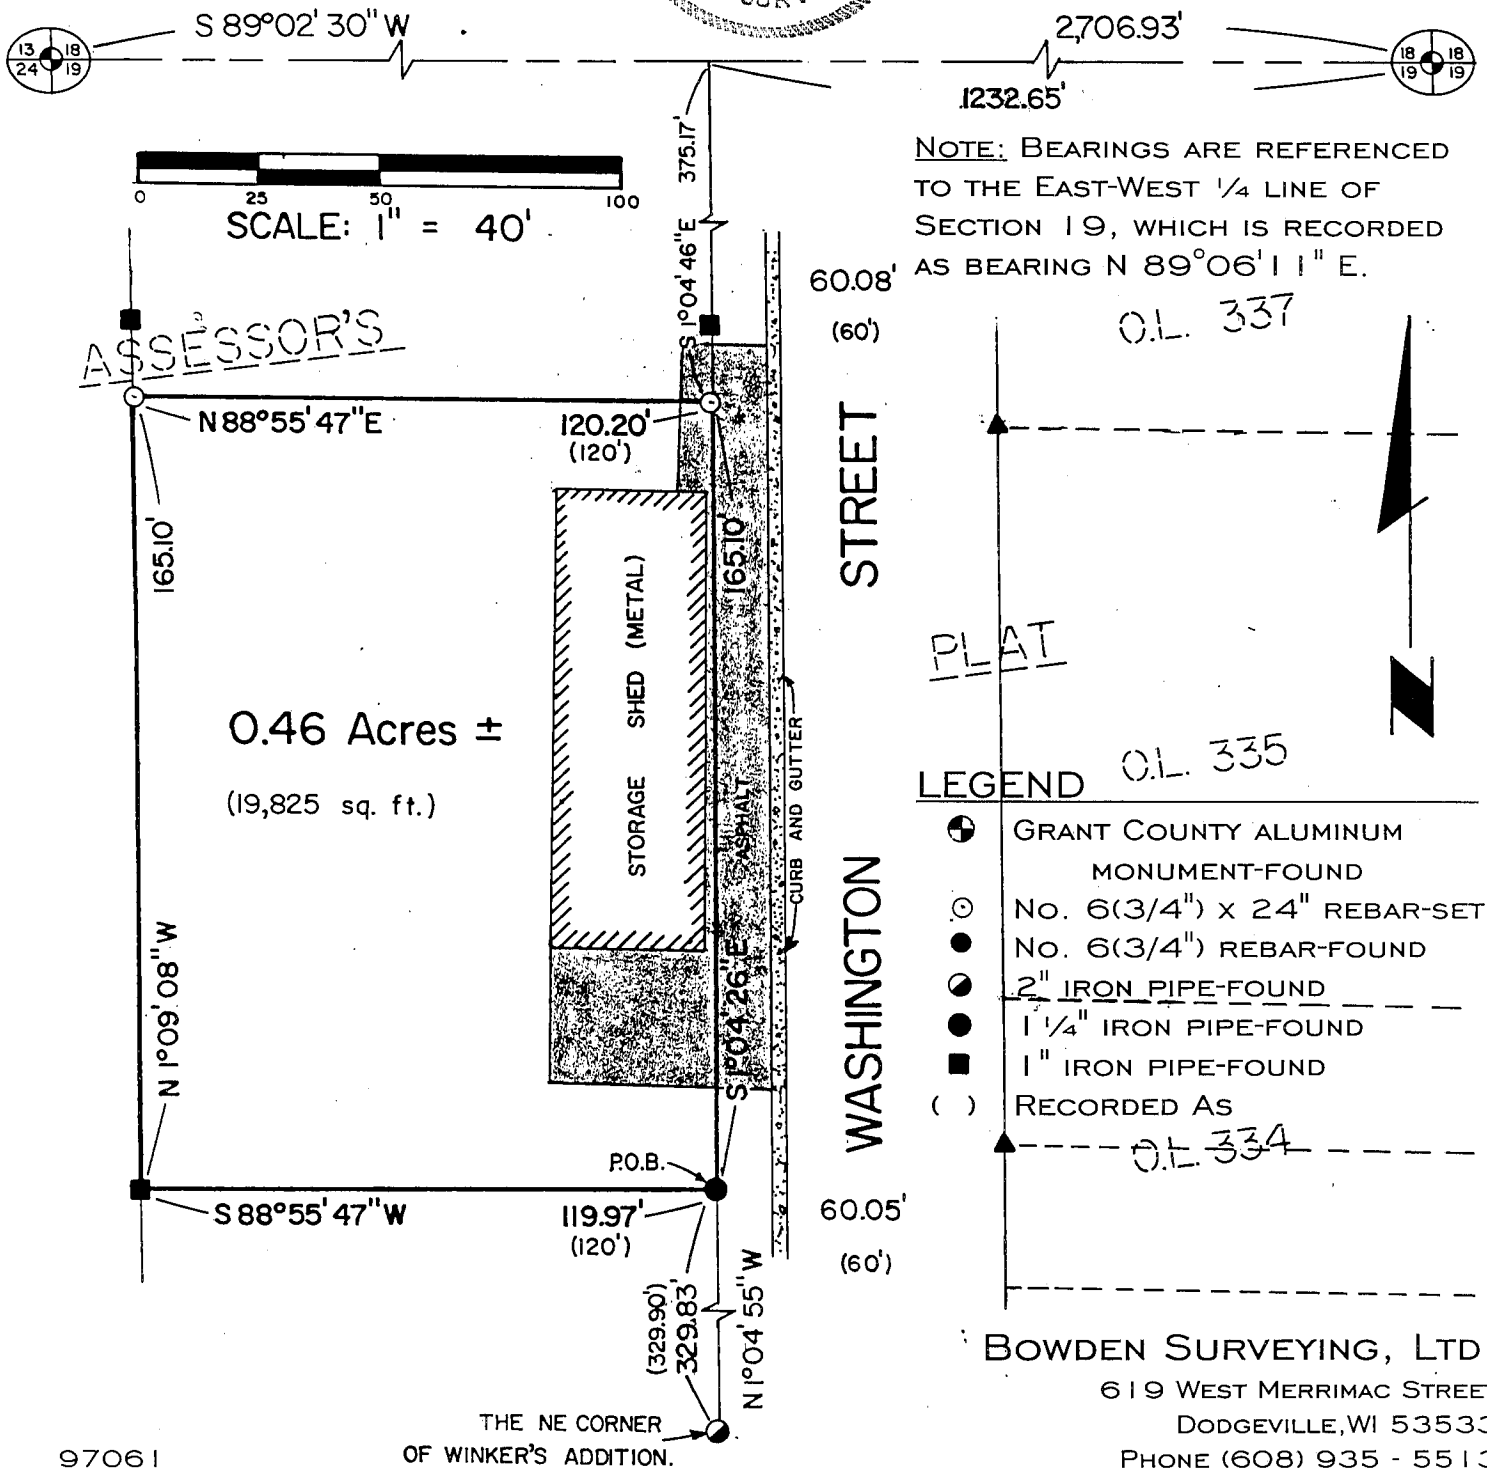 SURV
S 89°02'30" W
2,706.93'
13 18
24 19
18 18
19 19
1232.65'
375.17'
S 1°04'46" E
0 25 50 100
SCALE: 1" = 40'
NOTE: BEARINGS ARE REFERENCED
TO THE EAST-WEST 1/4 LINE OF
SECTION 19, WHICH IS RECORDED
AS BEARING N 89°06'11" E.
60.08'
(60')
O.L. 337
ASSESSOR'S
N 88°55'47" E
120.20'
(120')
STREET
165.10'
165.10'
STORAGE SHED (METAL)
PLAT
0.46 Acres ±
(19,825 sq. ft.)
ASPHALT
CURB AND GUTTER
N
O.L. 335
LEGEND
GRANT COUNTY ALUMINUM
MONUMENT-FOUND
No. 6(3/4") X 24" REBAR-SET
No. 6(3/4") REBAR-FOUND
2" IRON PIPE-FOUND
1 1/4" IRON PIPE-FOUND
1" IRON PIPE-FOUND
( ) RECORDED AS
WASHINGTON
N 1°09'08" W
S 1°04'26" E
O.L. 334
P.O.B.
S 88°55'47" W
119.97'
(120')
60.05'
(60')
(329.90')
329.83'
N 1°04'55" W
THE NE CORNER
OF WINKER'S ADDITION.
BOWDEN SURVEYING, LTD
619 WEST MERRIMAC STREET
DODGEVILLE, WI 53533
PHONE (608) 935 - 5513
97061